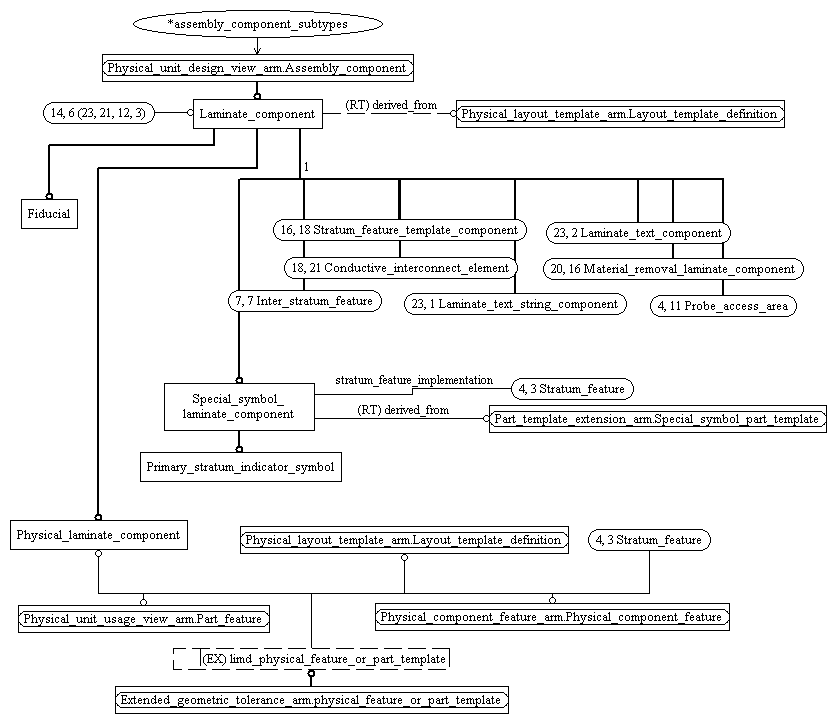 *assembly_component_subtypes
Physical_unit_design_view_arm.Assembly_component
14, 6 (23, 21, 12, 3)
Laminate_component
(RT) derived_from
Physical_layout_template_arm.Layout_template_definition
1
Fiducial
16, 18 Stratum_feature_template_component
23, 2 Laminate_text_component
18, 21 Conductive_interconnect_element
20, 16 Material_removal_laminate_component
7, 7 Inter_stratum_feature
23, 1 Laminate_text_string_component
4, 11 Probe_access_area
stratum_feature_implementation
4, 3 Stratum_feature
Special_symbol_
laminate_component
(RT) derived_from
Part_template_extension_arm.Special_symbol_part_template
Primary_stratum_indicator_symbol
Physical_laminate_component
Physical_layout_template_arm.Layout_template_definition
4, 3 Stratum_feature
Physical_unit_usage_view_arm.Part_feature
Physical_component_feature_arm.Physical_component_feature
(EX) limd_physical_feature_or_part_template
Extended_geometric_tolerance_arm.physical_feature_or_part_template